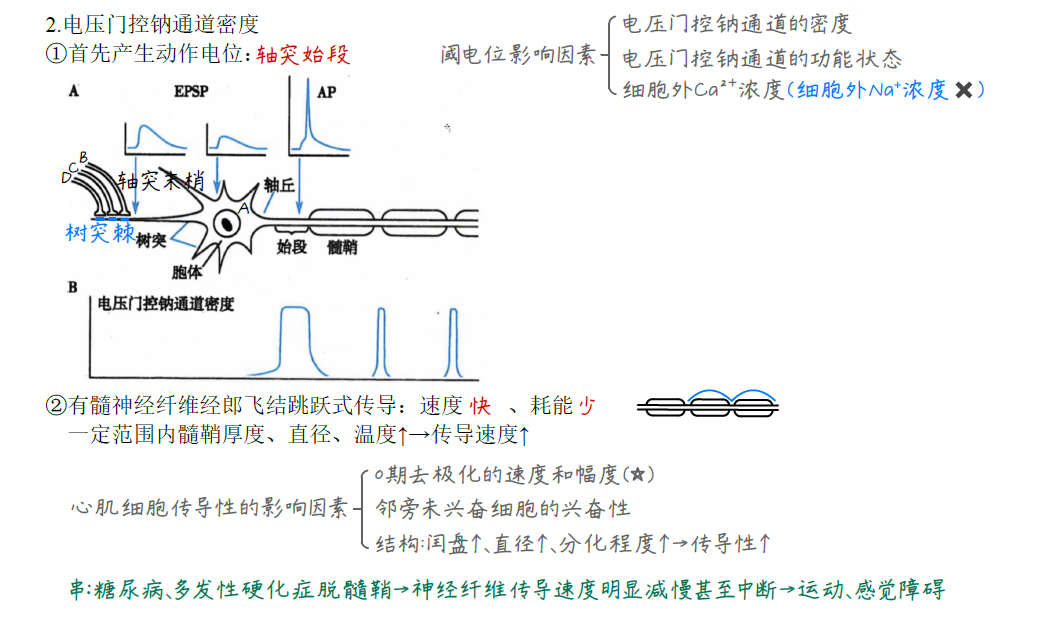 2.电压门控钠通道密度
①首先产生动作电位:轴突始段
阈电位影响因素
电压门控钠通道的密度
电压门控钠通道的功能状态
细胞外Ca²⁺浓度(细胞外Na⁺浓度✖)
A EPSP AP
B
C
D
轴突末梢
轴丘
A
树突棘
树突
始段
髓鞘
胞体
B
电压门控钠通道密度
②有髓神经纤维经郎飞结跳跃式传导:速度快、耗能少
一定范围内髓鞘厚度、直径、温度↑→传导速度↑
心肌细胞传导性的影响因素
0期去极化的速度和幅度(☆)
邻旁未兴奋细胞的兴奋性
结构:闰盘↑、直径↑、分化程度↑→传导性↑
串:糖尿病、多发性硬化症脱髓鞘→神经纤维传导速度明显减慢甚至中断→运动、感觉障碍